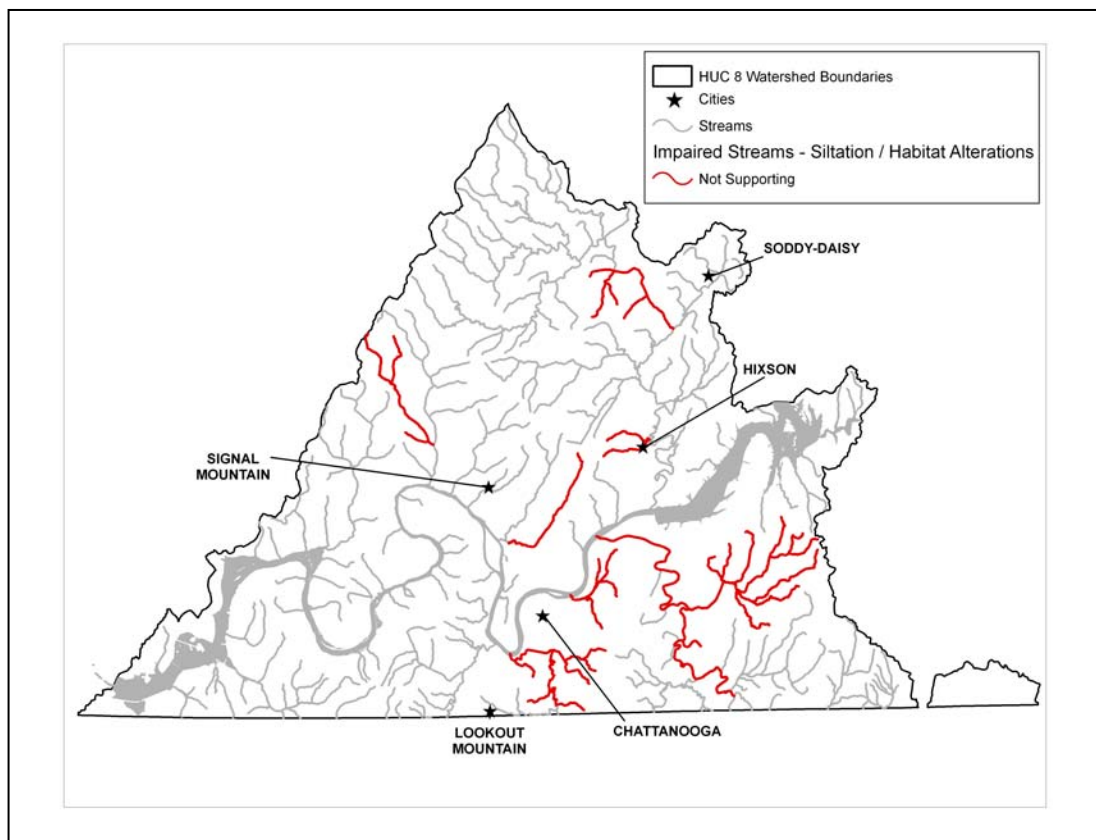 HUC 8 Watershed Boundaries
Cities
Streams
Impaired Streams - Siltation / Habitat Alterations
Not Supporting
SODDY-DAISY
HIXSON
SIGNAL
MOUNTAIN
LOOKOUT
MOUNTAIN
CHATTANOOGA